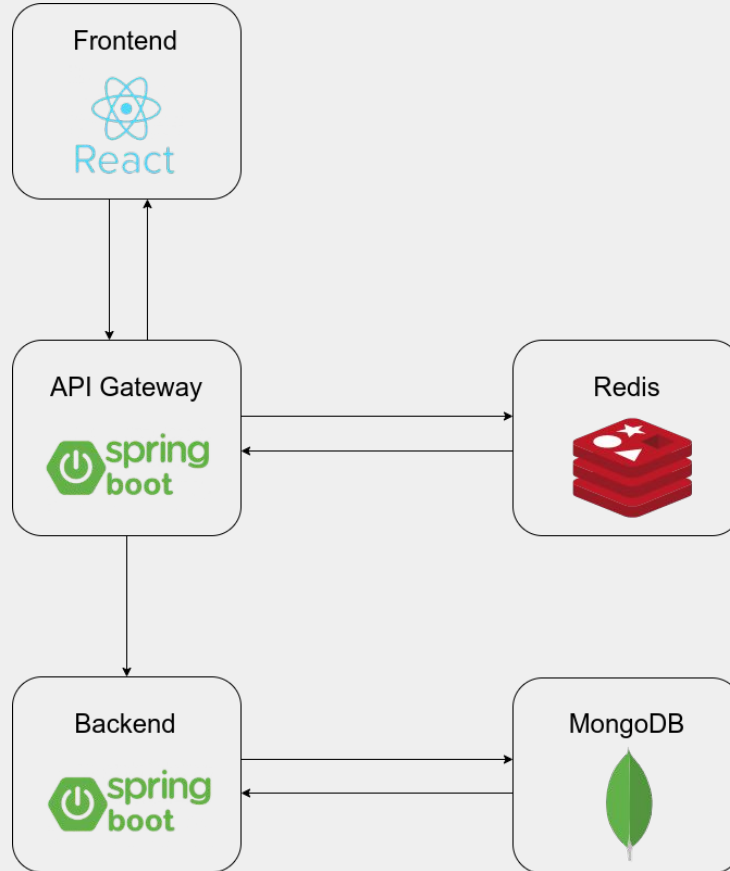 Frontend
React
API Gateway
spring
boot
Redis
Backend
spring
boot
MongoDB